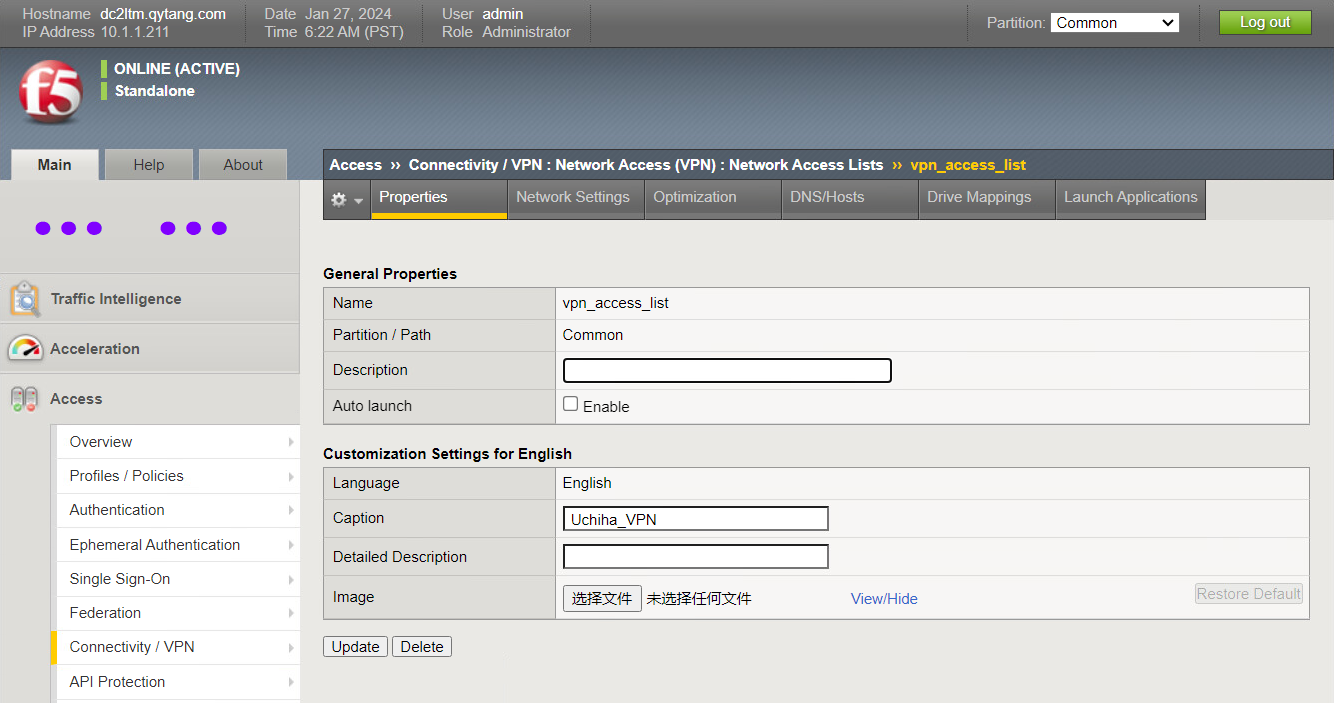 Hostname dc2ltm.qytang.com Date Jan 27, 2024 User admin Partition: Common Log out
IP Address 10.1.1.211 Time 6:22 AM (PST) Role Administrator
f5
ONLINE (ACTIVE)
Standalone
Main Help About
Access ›› Connectivity / VPN : Network Access (VPN) : Network Access Lists ›› vpn_access_list
Properties Network Settings Optimization DNS/Hosts Drive Mappings Launch Applications
Traffic Intelligence
Acceleration
Access
Overview
Profiles / Policies
Authentication
Ephemeral Authentication
Single Sign-On
Federation
Connectivity / VPN
API Protection
General Properties
Name vpn_access_list
Partition / Path Common
Description
Auto launch Enable
Customization Settings for English
Language English
Caption Uchiha_VPN
Detailed Description
Image 选择文件 未选择任何文件 View/Hide Restore Default
Update Delete